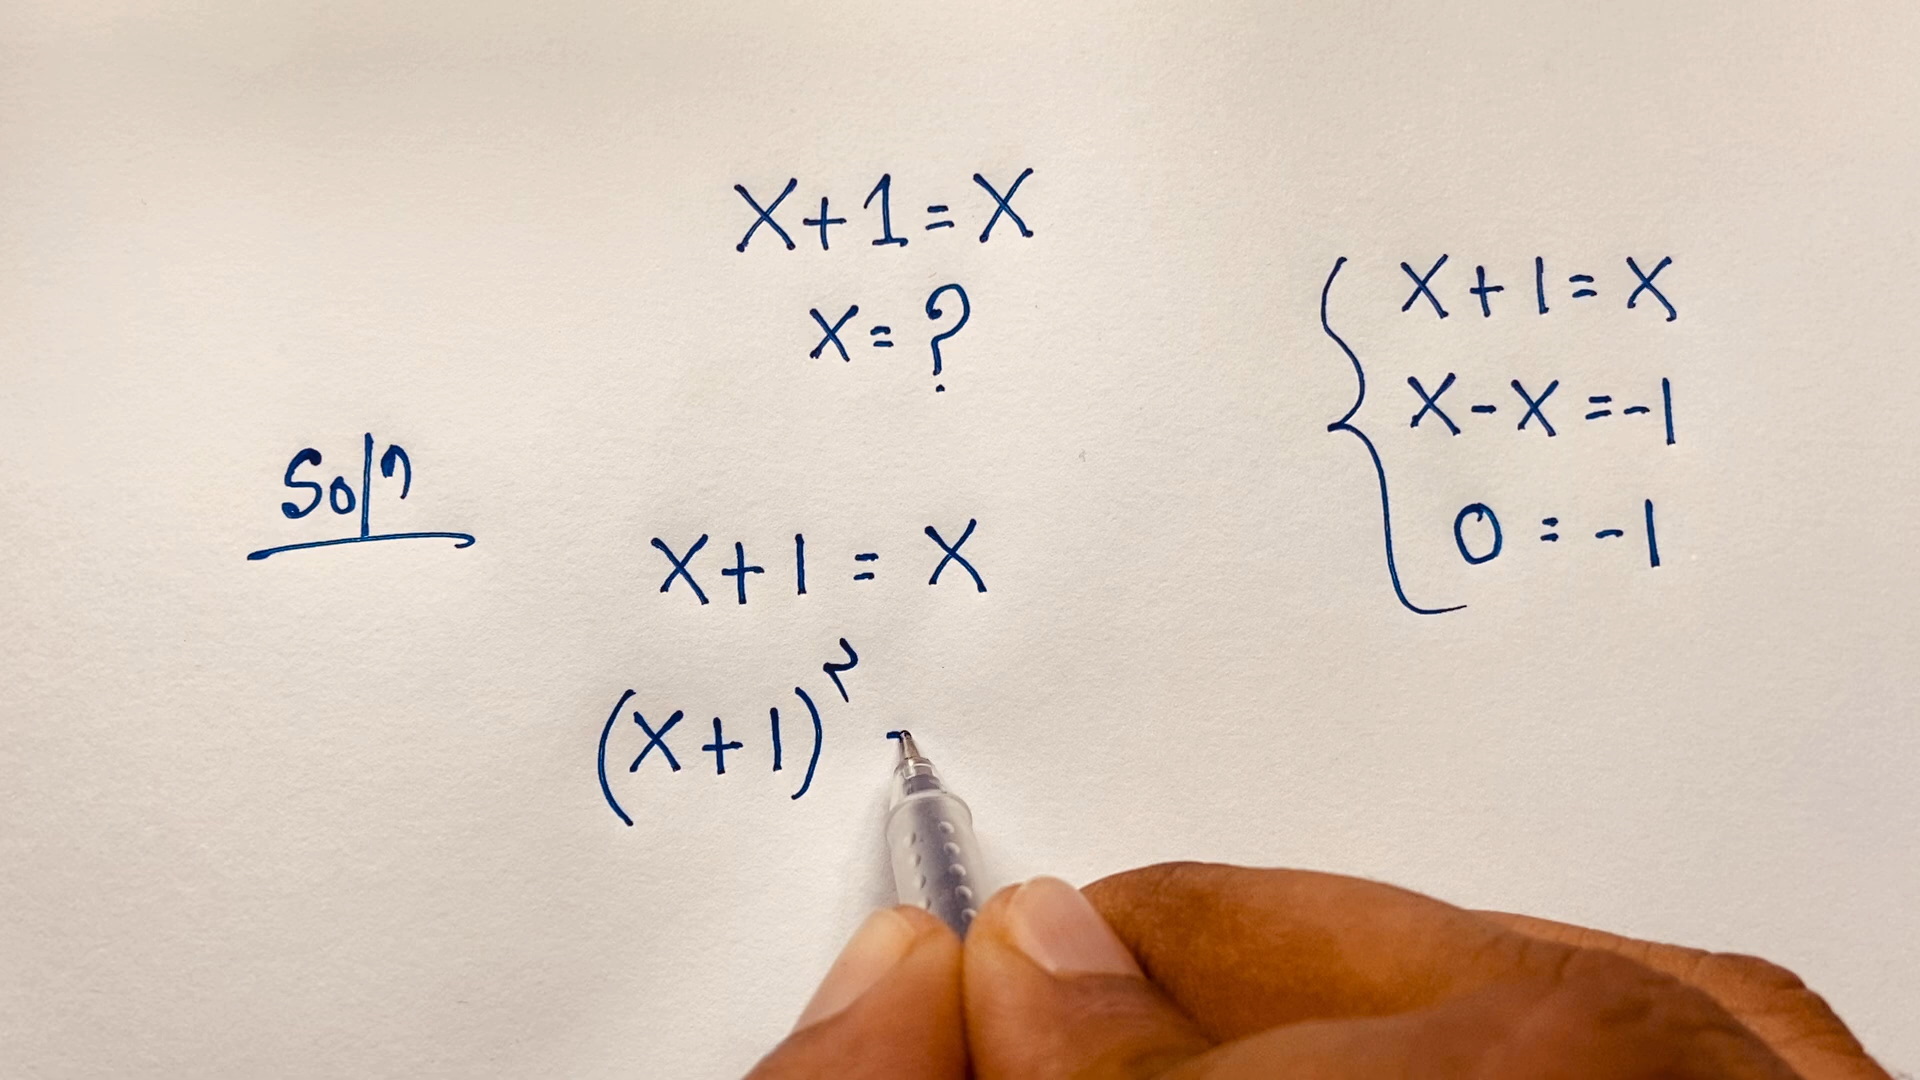 X+1=X
x=?
Sol^n
X+1=X
(X+1)^2 -
X+1=X
X-X=-1
0=-1